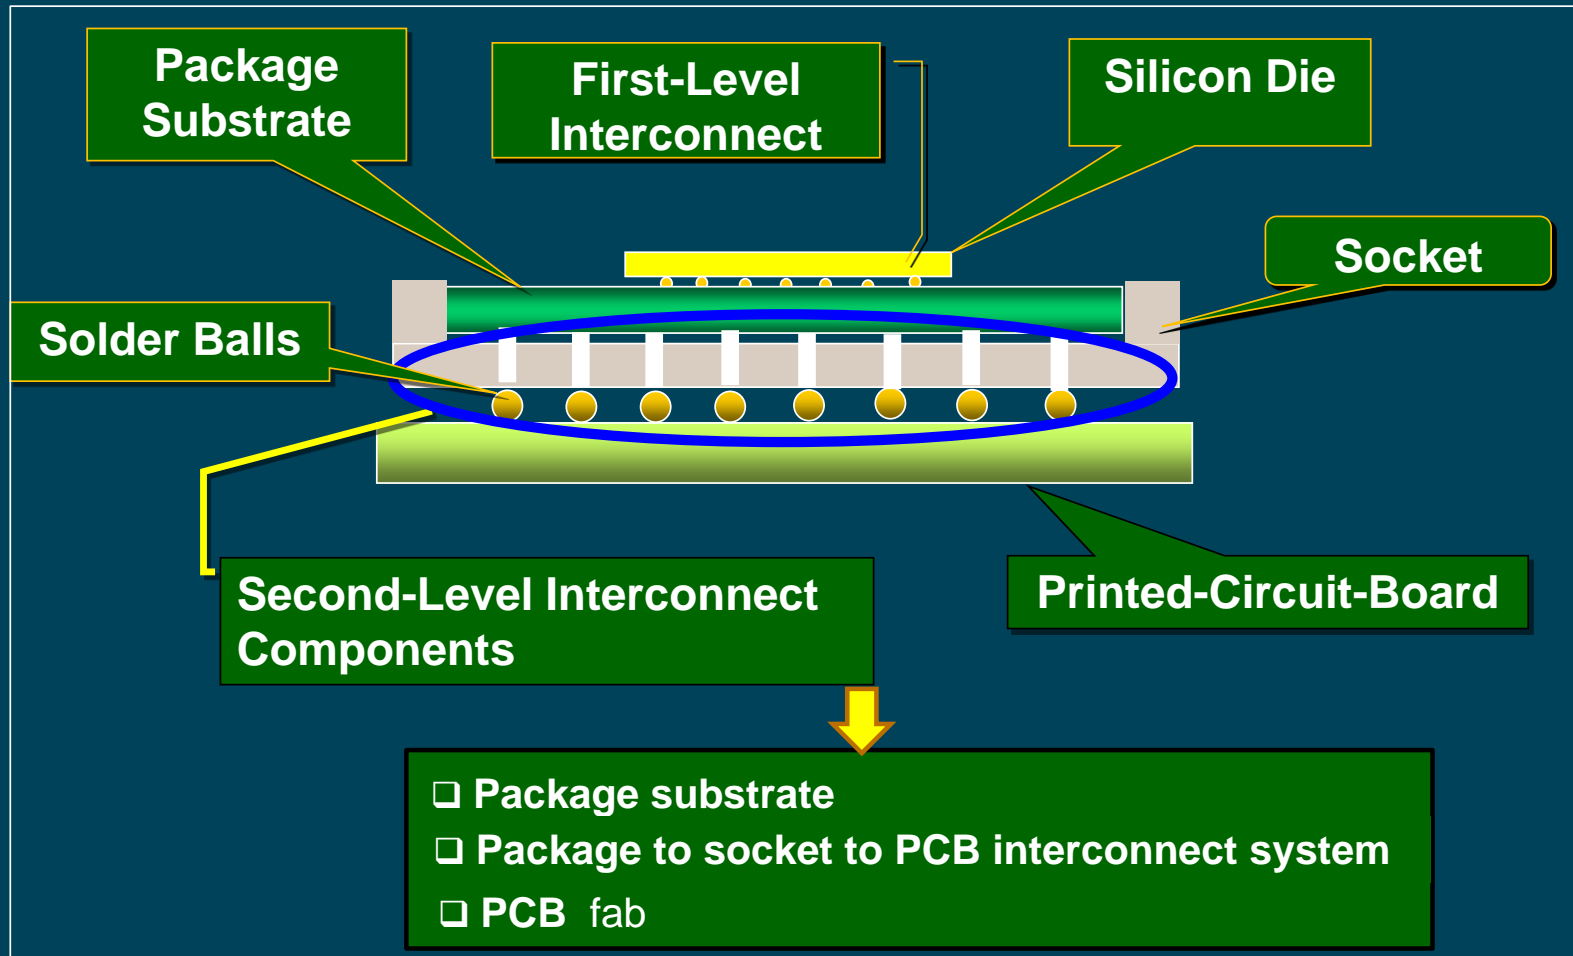 Package
Substrate
First-Level
Interconnect
Silicon Die
Socket
Solder Balls
Second-Level Interconnect
Components
Printed-Circuit-Board
❑ Package substrate
❑ Package to socket to PCB interconnect system
❑ PCB fab